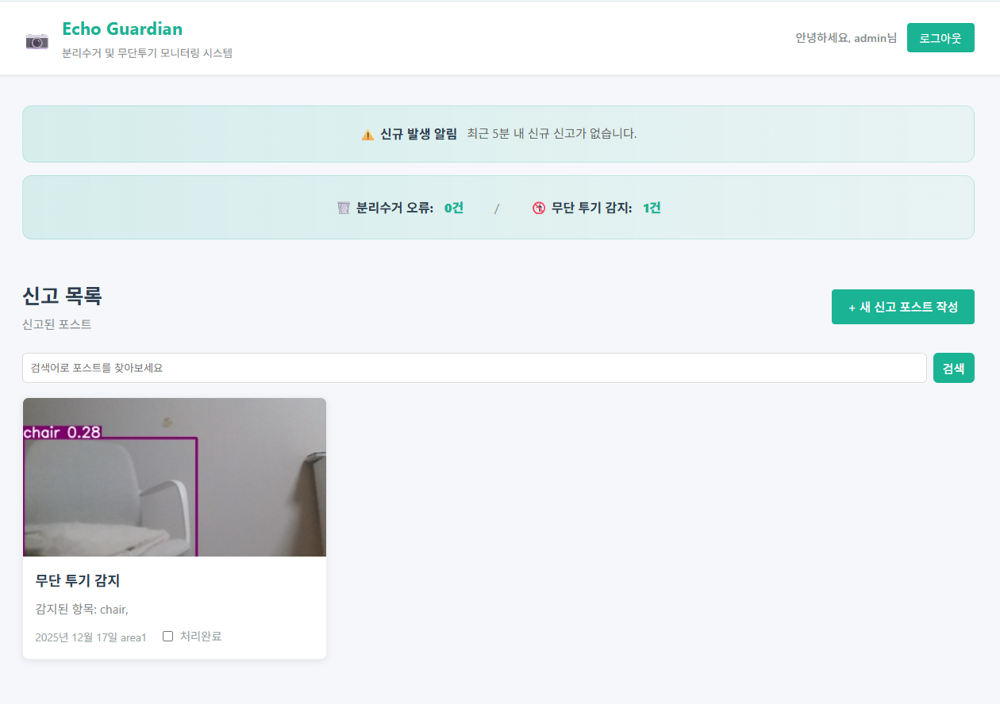 Echo Guardian
분리수거 및 무단투기 모니터링 시스템
안녕하세요, admin님
로그아웃
신규 발생 알림 최근 5분 내 신규 신고가 없습니다.
분리수거 오류: 0건 / 무단 투기 감지: 1건
신고 목록
신고된 포스트
+ 새 신고 포스트 작성
검색어로 포스트를 찾아보세요
검색
chair 0.28
무단 투기 감지
감지된 항목: chair,
2025년 12월 17일 area1 처리완료